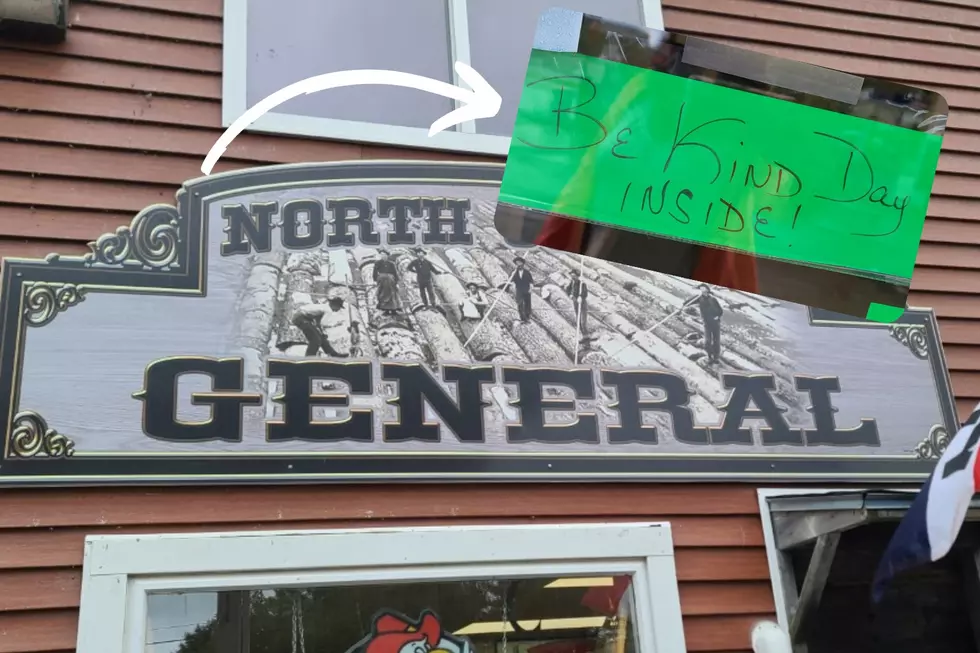 NORTH
GENERAL
BE KIND DAY
INSIDE!